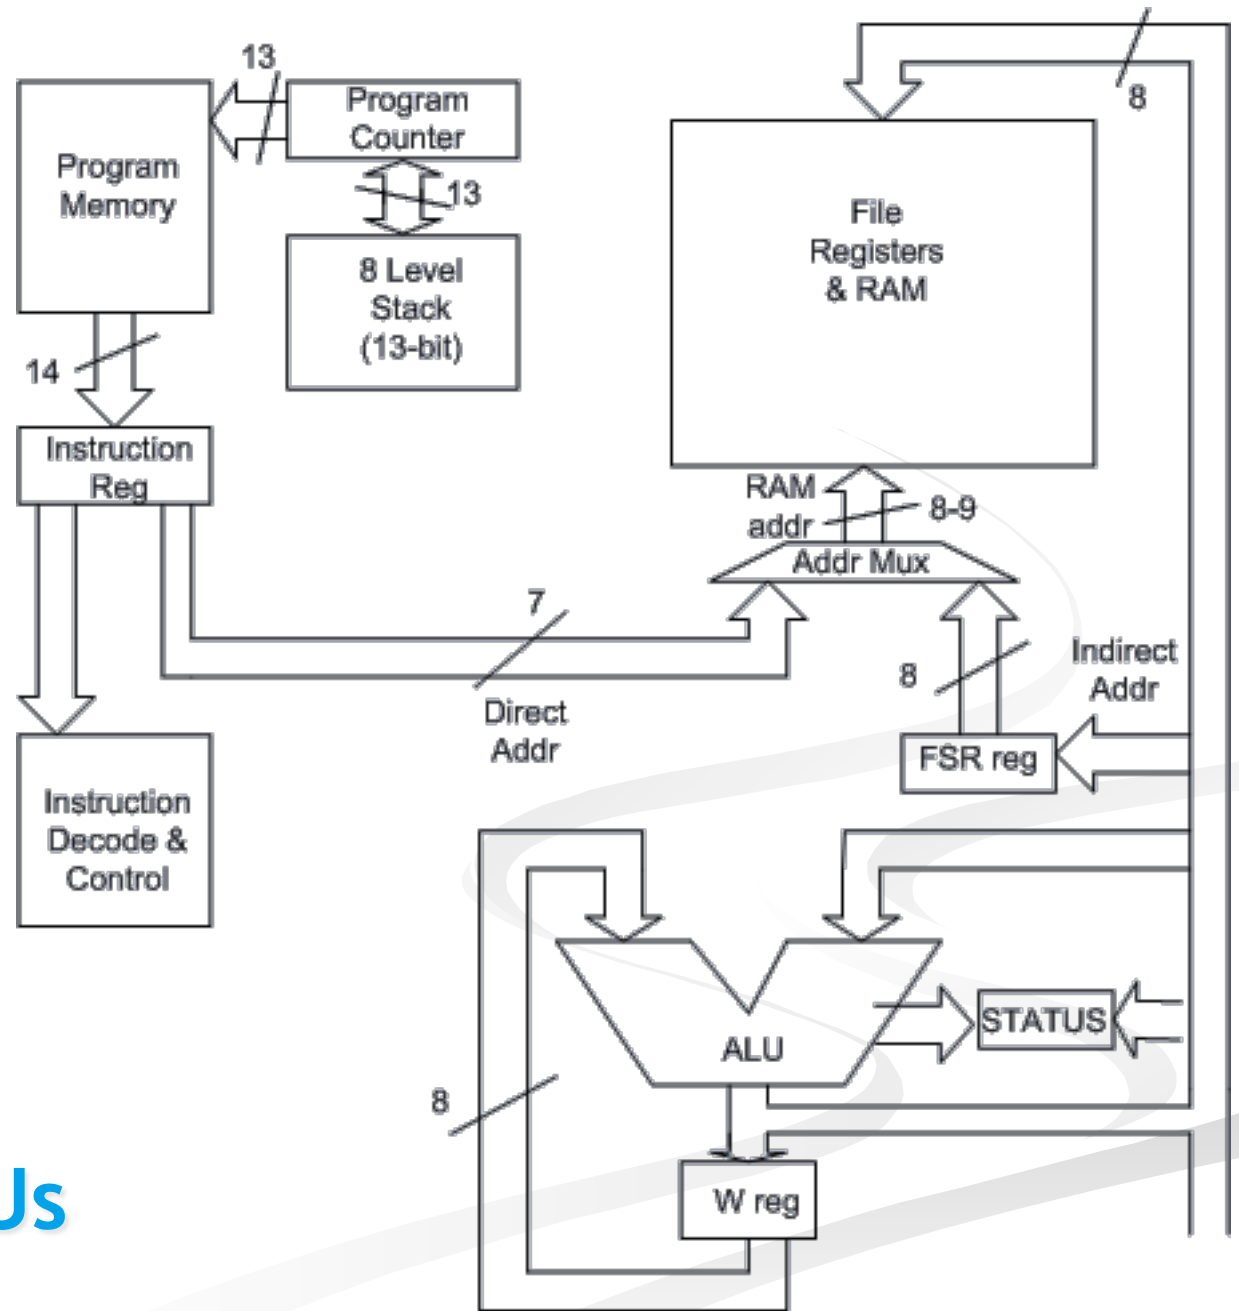 13
8
Program
Counter
Program
Memory
13
File
Registers
& RAM
8 Level
Stack
(13-bit)
14
Instruction
Reg
RAM
addr
8-9
Addr Mux
7
8
Indirect
Addr
Direct
Addr
FSR reg
Instruction
Decode &
Control
STATUS
ALU
8
W reg
Us